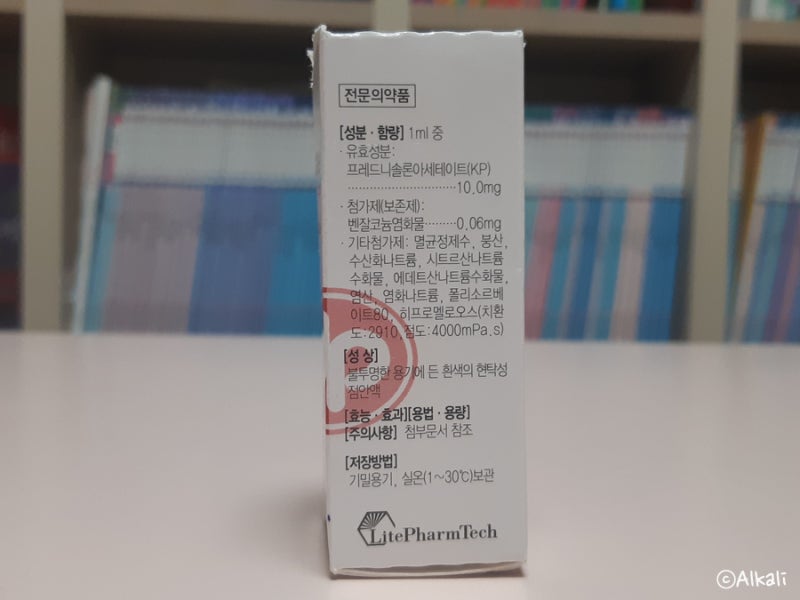 전문의약품
[성분·함량] 1ml 중
· 유효성분:
프레드니솔론아세테이트(KP)
..............................10.0mg
· 첨가제(보존제):
벤잘코늄염화물.........0.06mg
· 기타첨가제: 멸균정제수, 붕산,
수산화나트륨, 시트르산나트륨
수화물, 에데트산나트륨수화물,
염산, 염화나트륨, 폴리소르베
이트80, 히프로멜로오스(치환
도:2910, 점도:4000mPa.s)
[성 상]
불투명한 용기에 든 흰색의 현탁성
점안액
[효능·효과][용법·용량]
[주의사항] 첨부문서 참조
[저장방법]
기밀용기, 실온(1~30℃)보관
LitePharmTech
©Alkali